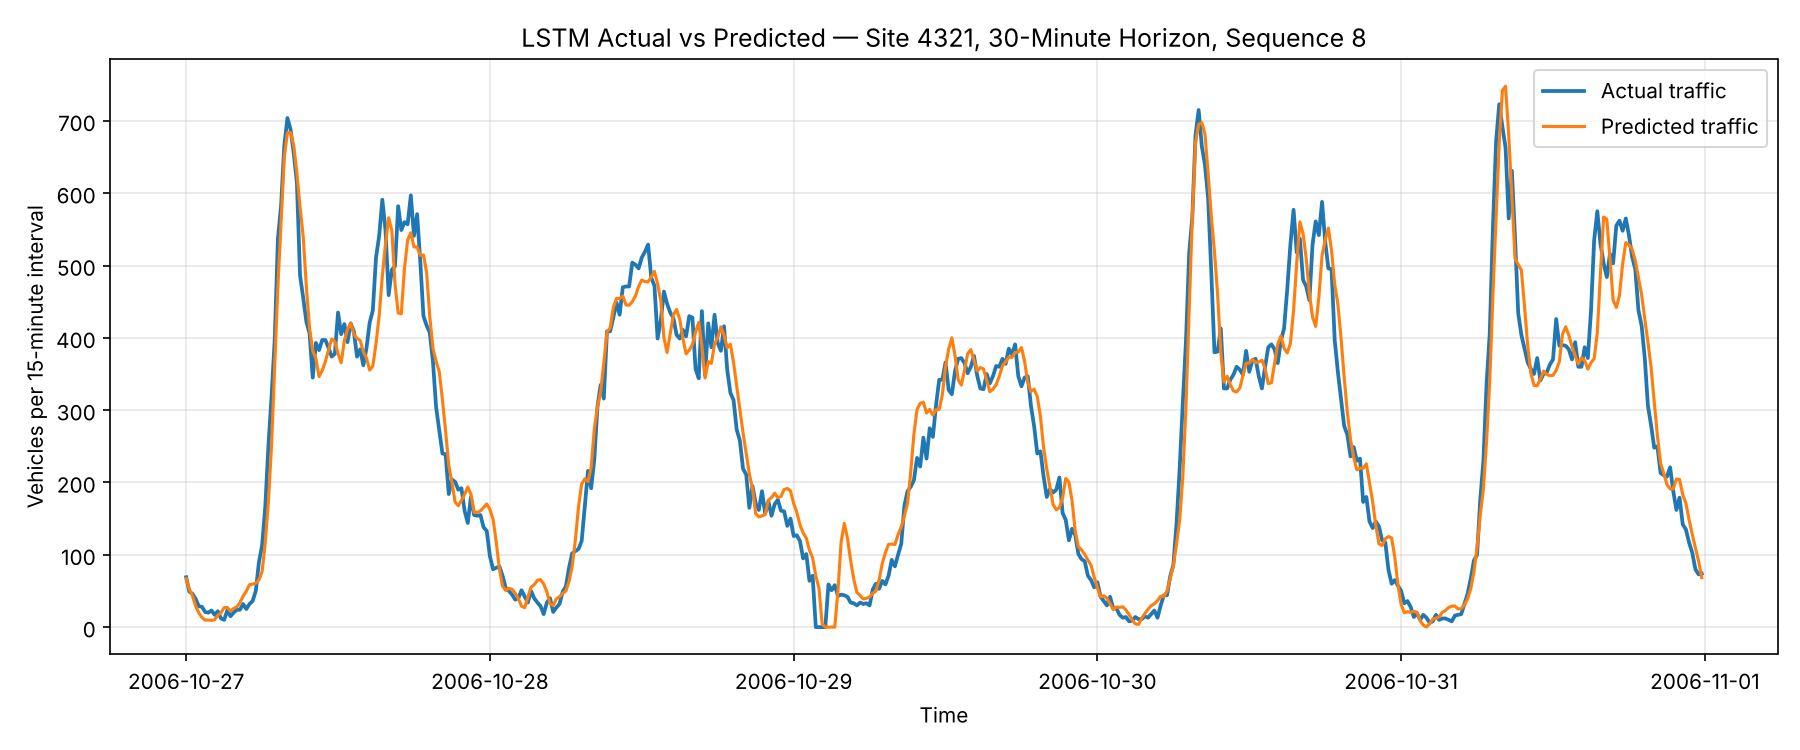 LSTM Actual vs Predicted — Site 4321, 30-Minute Horizon, Sequence 8
Actual traffic
Predicted traffic
Vehicles per 15-minute interval
700
600
500
400
300
200
100
0
2006-10-27
2006-10-28
2006-10-29
2006-10-30
2006-10-31
2006-11-01
Time